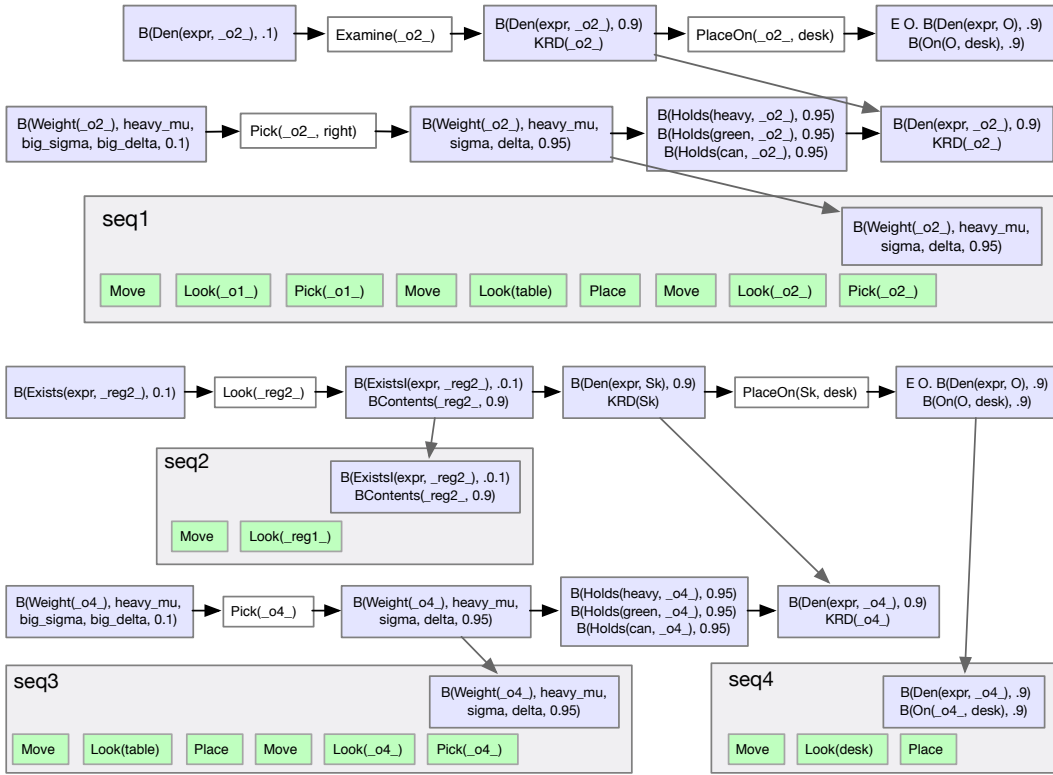 B(Den(expr, _o2_), .1)
Examine(_o2_)
B(Den(expr, _o2_), 0.9)
KRD(_o2_)
PlaceOn(_o2_, desk)
E O. B(Den(expr, O), .9)
B(On(O, desk), .9)
B(Weight(_o2_), heavy_mu,
big_sigma, big_delta, 0.1)
Pick(_o2_, right)
B(Weight(_o2_), heavy_mu,
sigma, delta, 0.95)
B(Holds(heavy, _o2_), 0.95)
B(Holds(green, _o2_), 0.95)
B(Holds(can, _o2_), 0.95)
B(Den(expr, _o2_), 0.9)
KRD(_o2_)
seq1
B(Weight(_o2_), heavy_mu,
sigma, delta, 0.95)
Move
Look(_o1_)
Pick(_o1_)
Move
Look(table)
Place
Move
Look(_o2_)
Pick(_o2_)
B(Exists(expr, _reg2_), 0.1)
Look(_reg2_)
B(ExistsI(expr, _reg2_), .0.1)
BContents(_reg2_, 0.9)
B(Den(expr, Sk), 0.9)
KRD(Sk)
PlaceOn(Sk, desk)
E O. B(Den(expr, O), .9)
B(On(O, desk), .9)
seq2
B(ExistsI(expr, _reg2_), .0.1)
BContents(_reg2_, 0.9)
Move
Look(_reg1_)
B(Weight(_o4_), heavy_mu,
big_sigma, big_delta, 0.1)
Pick(_o4_)
B(Weight(_o4_), heavy_mu,
sigma, delta, 0.95)
B(Holds(heavy, _o4_), 0.95)
B(Holds(green, _o4_), 0.95)
B(Holds(can, _o4_), 0.95)
B(Den(expr, _o4_), 0.9)
KRD(_o4_)
seq3
B(Weight(_o4_), heavy_mu,
sigma, delta, 0.95)
Move
Look(table)
Place
Move
Look(_o4_)
Pick(_o4_)
seq4
B(Den(expr, _o4_), .9)
B(On(_o4_, desk), .9)
Move
Look(desk)
Place